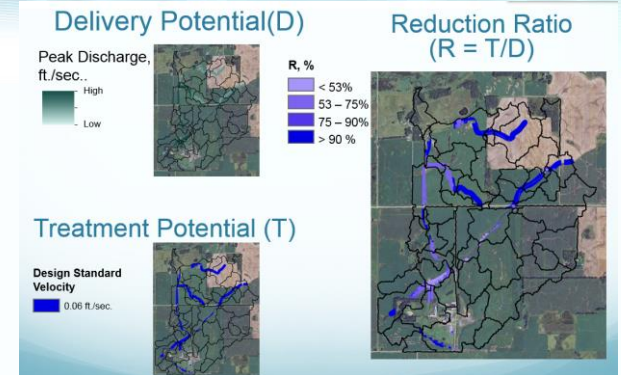 Delivery Potential(D)
Peak Discharge,
ft./sec..
High
Low
Treatment Potential (T)
Design Standard
Velocity
0.06 ft./sec.
Reduction Ratio
(R = T/D)
R, %
< 53%
53 – 75%
75 – 90%
> 90 %